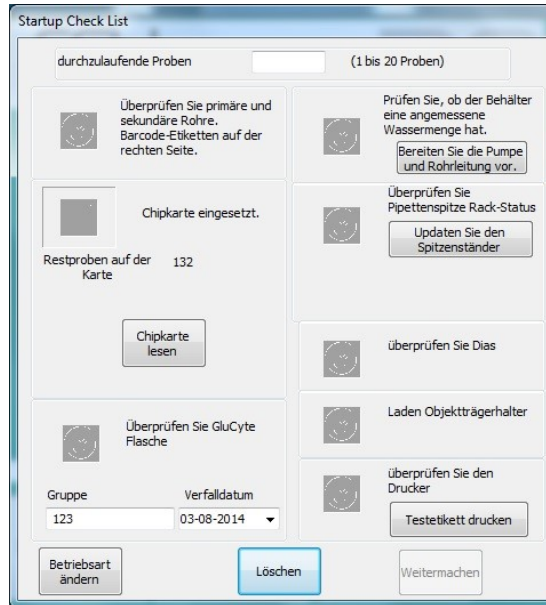 Startup Check List
durchzulaufende Proben
(1 bis 20 Proben)
Überprüfen Sie primäre und
sekundäre Rohre.
Barcode-Etiketten auf der
rechten Seite.
Chipkarte eingesetzt.
Restproben auf der
Karte
132
Chipkarte
lesen
Überprüfen Sie GluCyte
Flasche
Gruppe
Verfalldatum
123
03-08-2014
Prüfen Sie, ob der Behälter
eine angemessene
Wassermenge hat.
Bereiten Sie die Pumpe
und Rohrleitung vor.
Überprüfen Sie
Pipettenspitze Rack-Status
Updaten Sie den
Spitzenständer
überprüfen Sie Dias
Laden Objektträgerhalter
überprüfen Sie den
Drucker
Testetikett drucken
Betriebsart
ändern
Löschen
Weitermachen